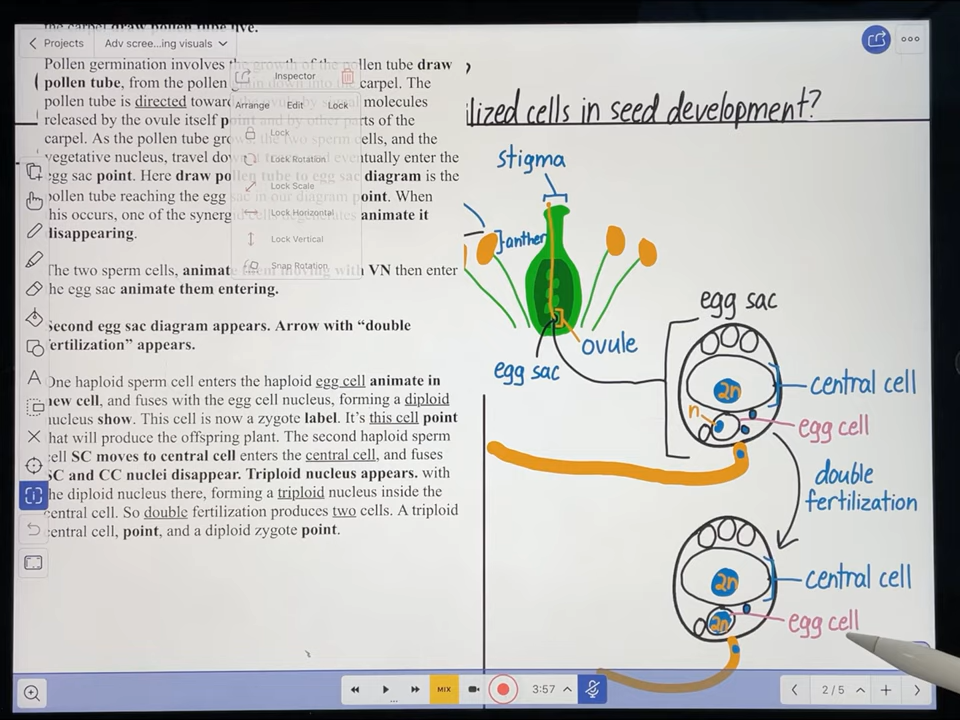 the carpel draw pollen tube live.
Projects
Adv scree...ing visuals
Pollen germination involves the growth of the pollen tube draw
pollen tube, from the pollen grain down into the carpel. The
pollen tube is directed toward by molecules
released by the ovule itself point and by other parts of the
carpel. As the pollen tube grows, the two sperm cells, and the
vegetative nucleus, travel down eventually enter the
egg sac point. Here draw pollen tube to egg sac diagram is the
pollen tube reaching the egg sac in our diagram point. When
his occurs, one of the synergid cells degenerates animate it
disappearing.
The two sperm cells, animate them moving with VN then enter
he egg sac animate them entering.
Second egg sac diagram appears. Arrow with “double
fertilization” appears.
One haploid sperm cell enters the haploid egg cell animate in
new cell, and fuses with the egg cell nucleus, forming a diploid
nucleus show. This cell is now a zygote label. It’s this cell point
hat will produce the offspring plant. The second haploid sperm
cell SC moves to central cell enters the central cell, and fuses
SC and CC nuclei disappear. Triploid nucleus appears. with
he diploid nucleus there, forming a triploid nucleus inside the
central cell. So double fertilization produces two cells. A triploid
central cell, point, and a diploid zygote point.
Inspector
Arrange Edit Lock
Lock
Lock Rotation
Lock Scale
Lock Horizontal
Lock Vertical
Snap Rotation
ilized cells in seed development?
stigma
anther
ovule
egg sac
egg sac
2n
central cell
n
egg cell
double
fertilization
2n
central cell
2n
egg cell
MIX
3:57
2/5